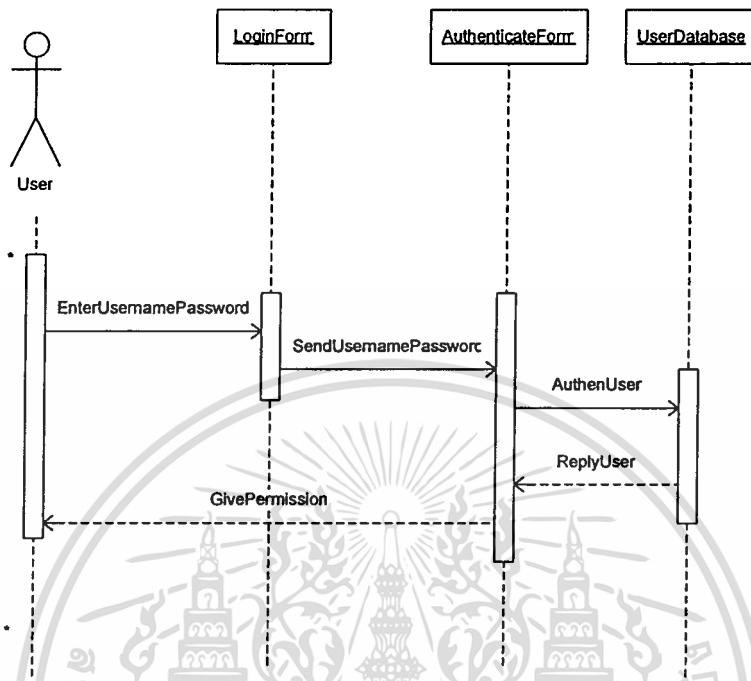 LoginForm
AuthenticateForm
UserDatabase
User
EnterUsernamePassword
SendUsernamePassword
AuthenUser
ReplyUser
GivePermission